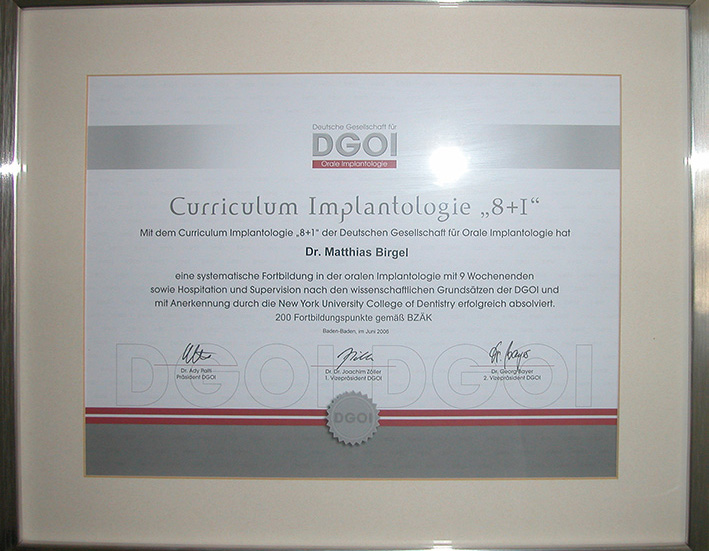 Deutsche Gesellschaft für
DGOI
Orale Implantologie
Curriculum Implantologie „8+1“
Mit dem Curriculum Implantologie „8+1“ der Deutschen Gesellschaft für Orale Implantologie hat
Dr. Matthias Birgel
eine systematische Fortbildung in der oralen Implantologie mit 9 Wochenenden
sowie Hospitation und Supervision nach den wissenschaftlichen Grundsätzen der DGOI und
mit Anerkennung durch die New York University College of Dentistry erfolgreich absolviert.
200 Fortbildungspunkte gemäß BZÄK
Baden-Baden, im Juni 2006
DGOI DGOI
Dr. Ady Palti
Präsident DGOI
Dr. Dr. Joachim Zöller
1. Vizepräsident DGOI
Dr. Georg Bayer
2. Vizepräsident DGOI
DGOI